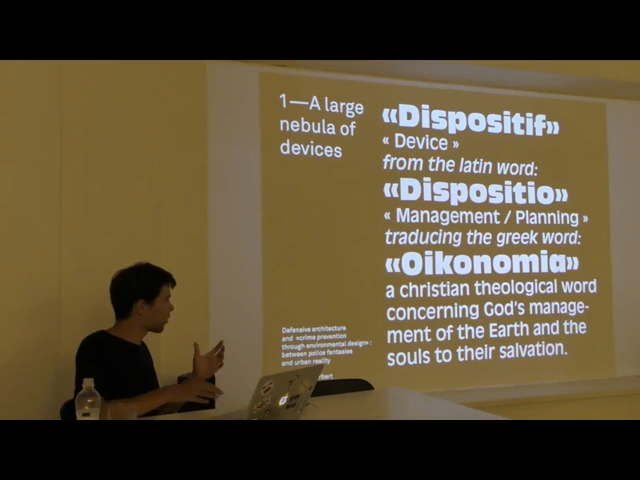 1—A large
nebula of
devices
«Dispositif»
« Device »
from the latin word:
«Dispositio»
« Management / Planning »
traducing the greek word:
«Oikonomia»
a christian theological word
concerning God's manage-
ment of the Earth and the
souls to their salvation.
Defensive architecture
and «crime prevention
through environmental design» :
between police fantasies
and urban reality